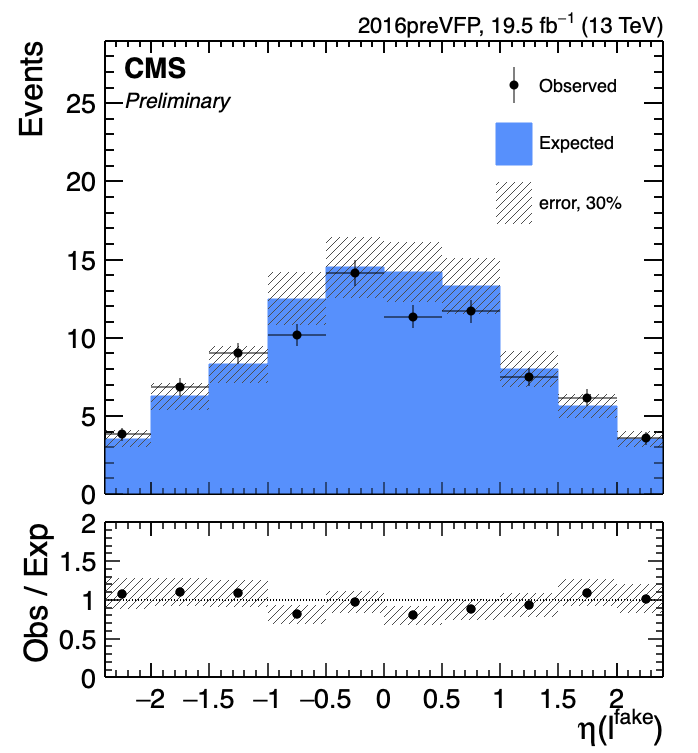 2016preVFP, 19.5 fb⁻¹ (13 TeV)
CMS
Preliminary
Observed
Expected
error, 30%
Events
25
20
15
10
5
0
Obs / Exp
2
1.5
1
0.5
0
−2 −1.5 −1 −0.5 0 0.5 1 1.5 2
η(l^fake)